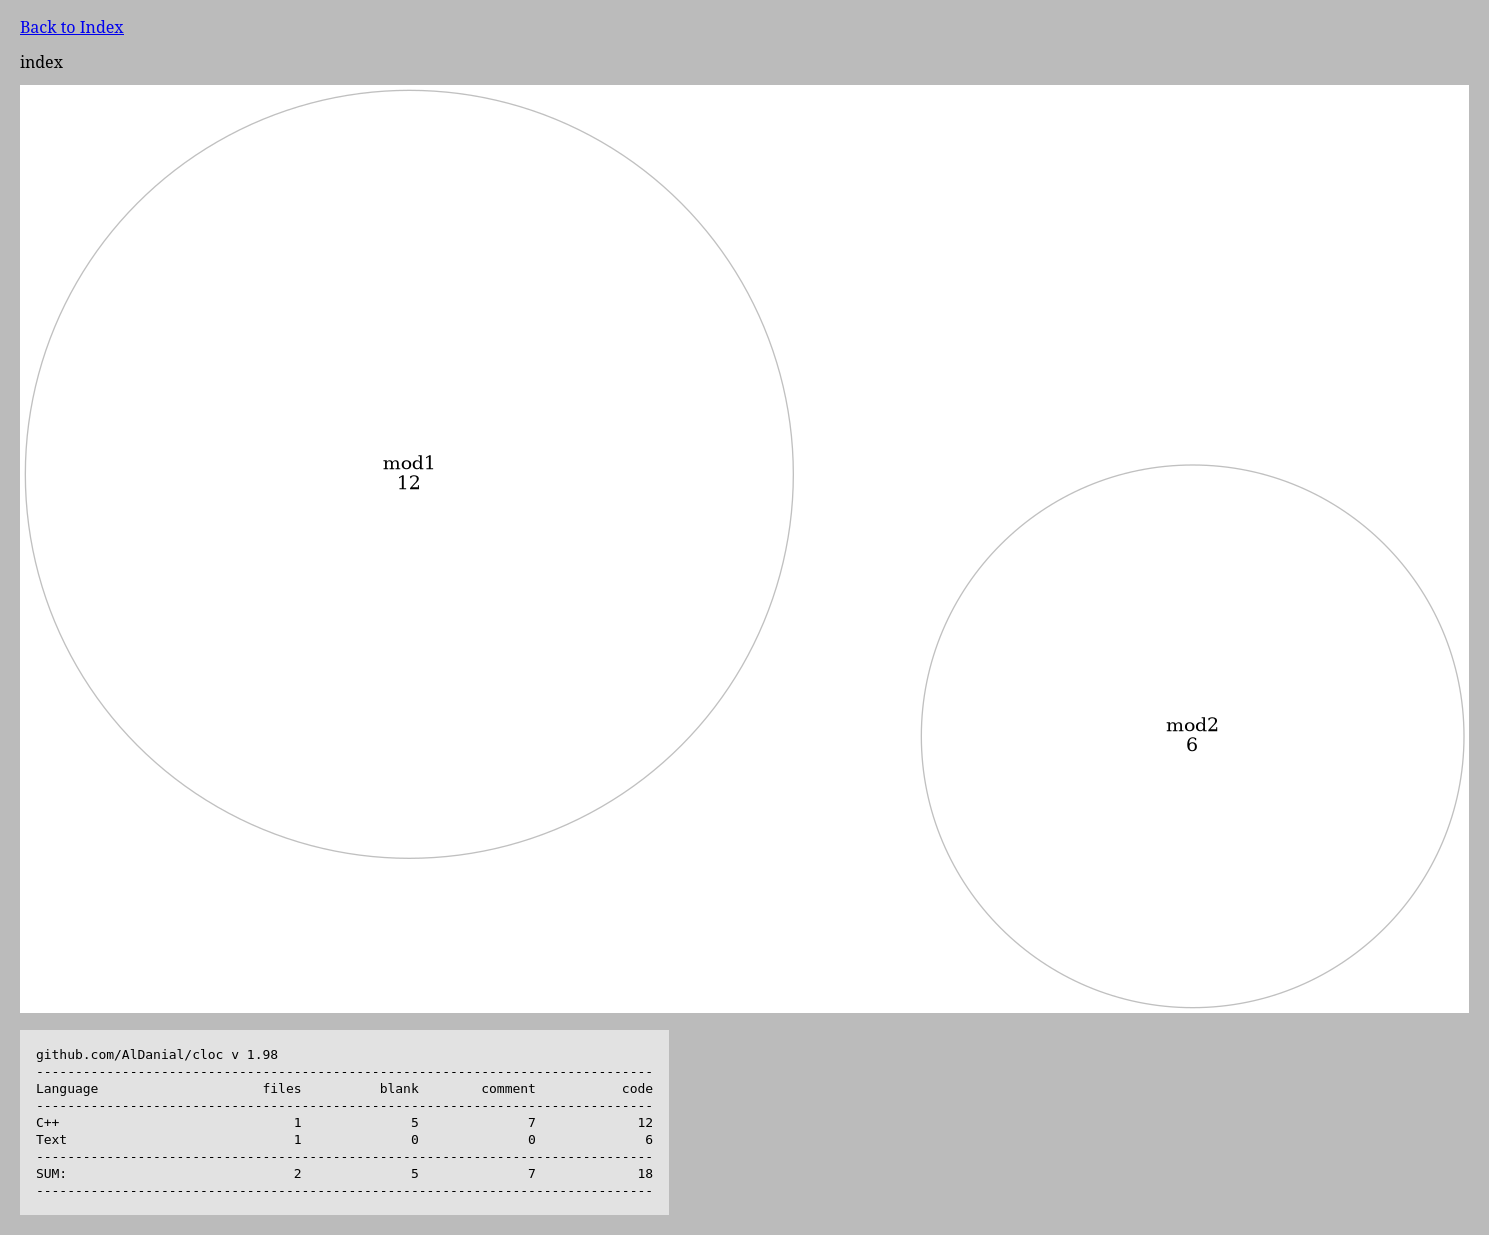 Back to Index
index
mod1
12
mod2
6
github.com/AlDanial/cloc v 1.98
-------------------------------------------------------------------------------
Language                     files          blank        comment           code
-------------------------------------------------------------------------------
C++                              1              5              7             12
Text                             1              0              0              6
-------------------------------------------------------------------------------
SUM:                             2              5              7             18
-------------------------------------------------------------------------------